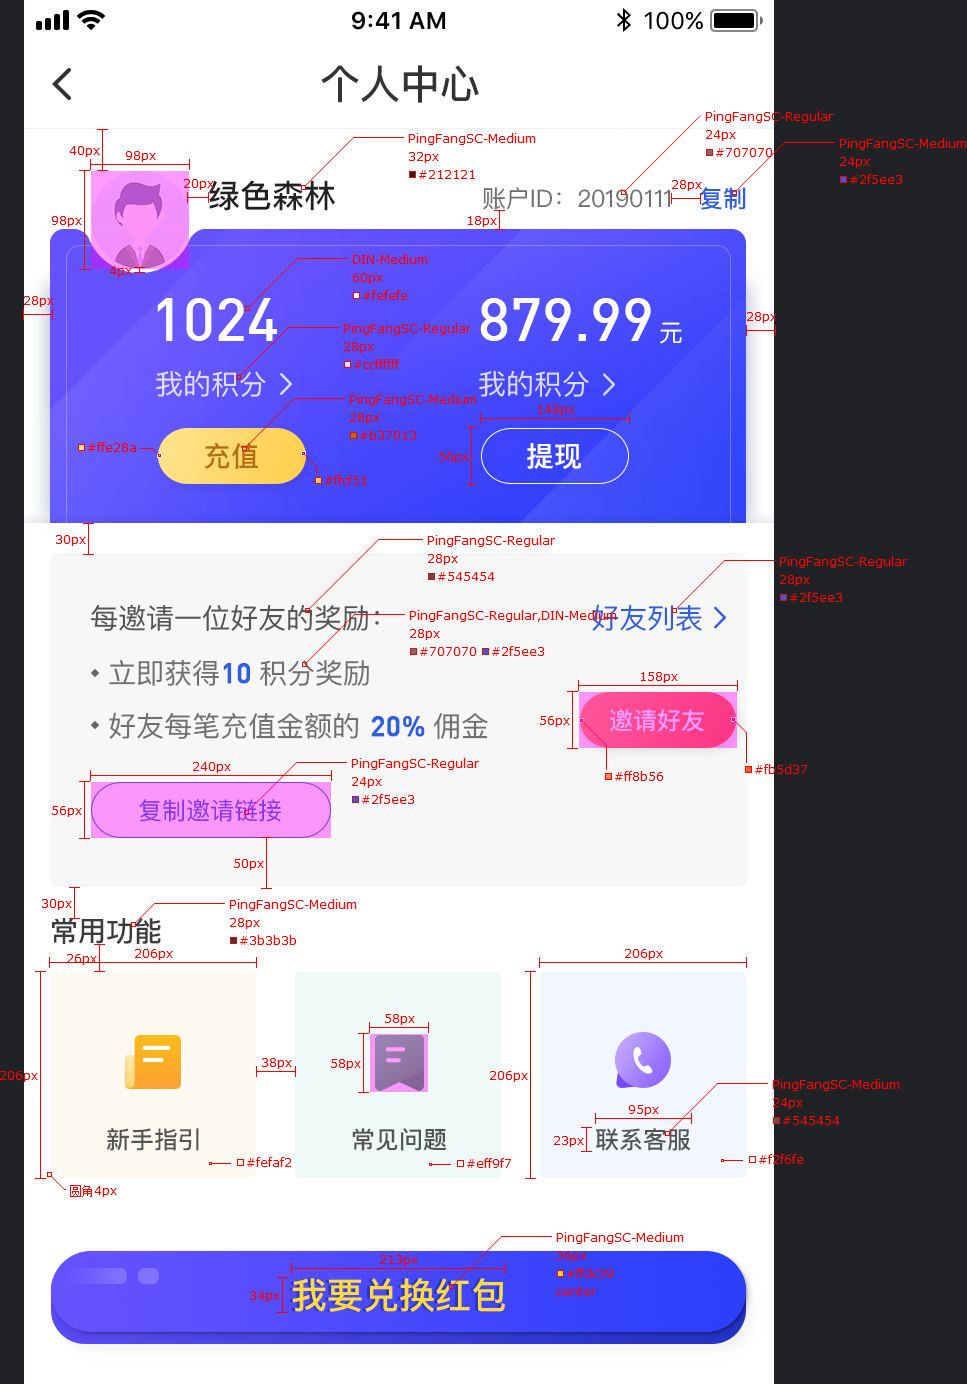 9:41 AM
100%
个人中心
PingFangSC-Regular
24px
#707070
PingFangSC-Medium
32px
#212121
PingFangSC-Medium
24px
#2f5ee3
40px
98px
20px
绿色森林
账户ID：20190111
28px
复制
98px
18px
4px
DIN-Medium
60px
#fefefe
28px
28px
1024
879.99元
PingFangSC-Regular
28px
#ccffffff
我的积分
我的积分
PingFangSC-Medium
28px
#b37013
148px
#ffe28a
充值
56px
提现
#ffcf51
30px
PingFangSC-Regular
28px
#545454
PingFangSC-Regular
28px
#2f5ee3
每邀请一位好友的奖励：
好友列表
PingFangSC-Regular,DIN-Medium
28px
#707070 #2f5ee3
立即获得10 积分奖励
158px
56px
邀请好友
好友每笔充值金额的 20% 佣金
#ff8b56
#fb5d37
240px
PingFangSC-Regular
24px
#2f5ee3
56px
复制邀请链接
50px
30px
PingFangSC-Medium
28px
#3b3b3b
常用功能
26px
206px
206px
58px
58px
38px
206px
206px
PingFangSC-Medium
24px
#545454
95px
23px
新手指引
常见问题
联系客服
#fefaf2
#eff9f7
#f2f6fe
圆角4px
PingFangSC-Medium
213px
34px
我要兑换红包
center